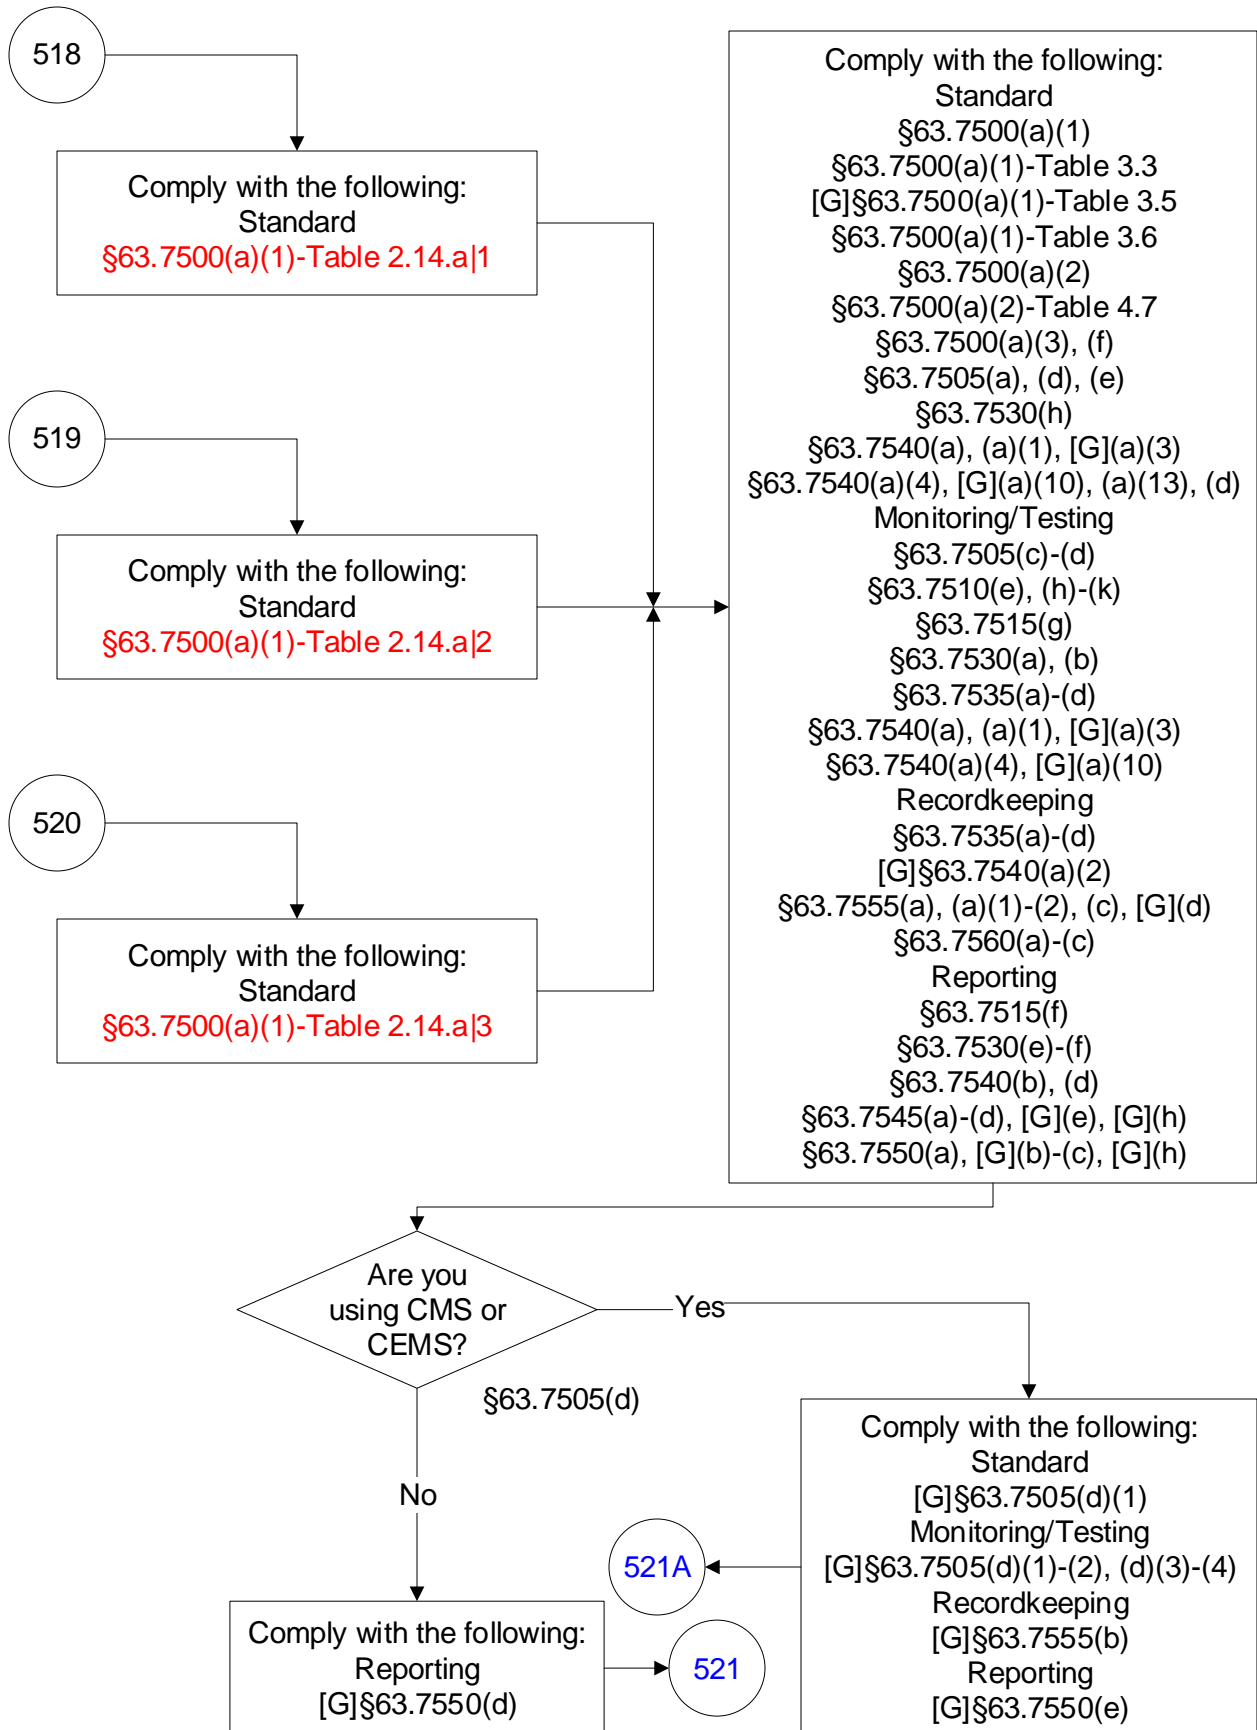 518
Comply with the following:
Standard
§63.7500(a)(1)-Table 2.14.a|1
519
Comply with the following:
Standard
§63.7500(a)(1)-Table 2.14.a|2
520
Comply with the following:
Standard
§63.7500(a)(1)-Table 2.14.a|3
Comply with the following:
Standard
§63.7500(a)(1)
§63.7500(a)(1)-Table 3.3
[G]§63.7500(a)(1)-Table 3.5
§63.7500(a)(1)-Table 3.6
§63.7500(a)(2)
§63.7500(a)(2)-Table 4.7
§63.7500(a)(3), (f)
§63.7505(a), (d), (e)
§63.7530(h)
§63.7540(a), (a)(1), [G](a)(3)
§63.7540(a)(4), [G](a)(10), (a)(13), (d)
Monitoring/Testing
§63.7505(c)-(d)
§63.7510(e), (h)-(k)
§63.7515(g)
§63.7530(a), (b)
§63.7535(a)-(d)
§63.7540(a), (a)(1), [G](a)(3)
§63.7540(a)(4), [G](a)(10)
Recordkeeping
§63.7535(a)-(d)
[G]§63.7540(a)(2)
§63.7555(a), (a)(1)-(2), (c), [G](d)
§63.7560(a)-(c)
Reporting
§63.7515(f)
§63.7530(e)-(f)
§63.7540(b), (d)
§63.7545(a)-(d), [G](e), [G](h)
§63.7550(a), [G](b)-(c), [G](h)
Are you
using CMS or
CEMS?
§63.7505(d)
Yes
No
Comply with the following:
Standard
[G]§63.7505(d)(1)
Monitoring/Testing
[G]§63.7505(d)(1)-(2), (d)(3)-(4)
Recordkeeping
[G]§63.7555(b)
Reporting
[G]§63.7550(e)
521A
Comply with the following:
Reporting
[G]§63.7550(d)
521